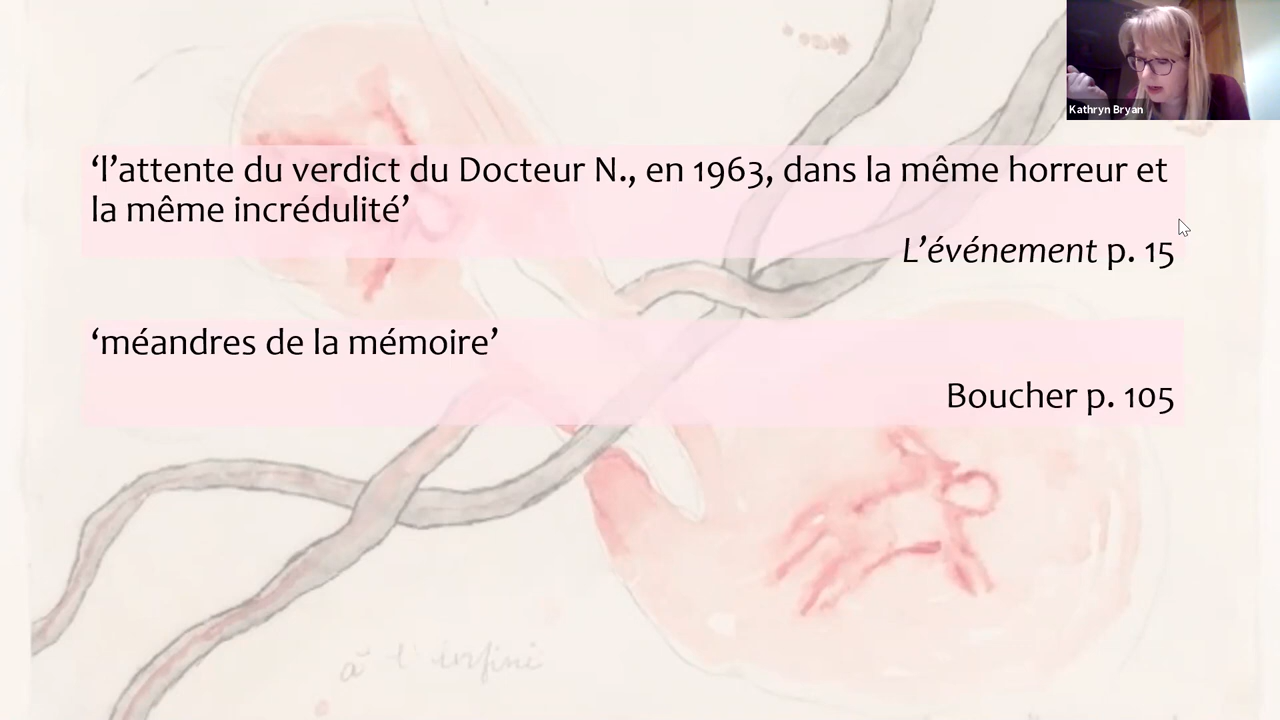 Kathryn Bryan
‘l’attente du verdict du Docteur N., en 1963, dans la même horreur et
la même incrédulité’
L’événement p. 15
‘méandres de la mémoire’
Boucher p. 105
à l'infini